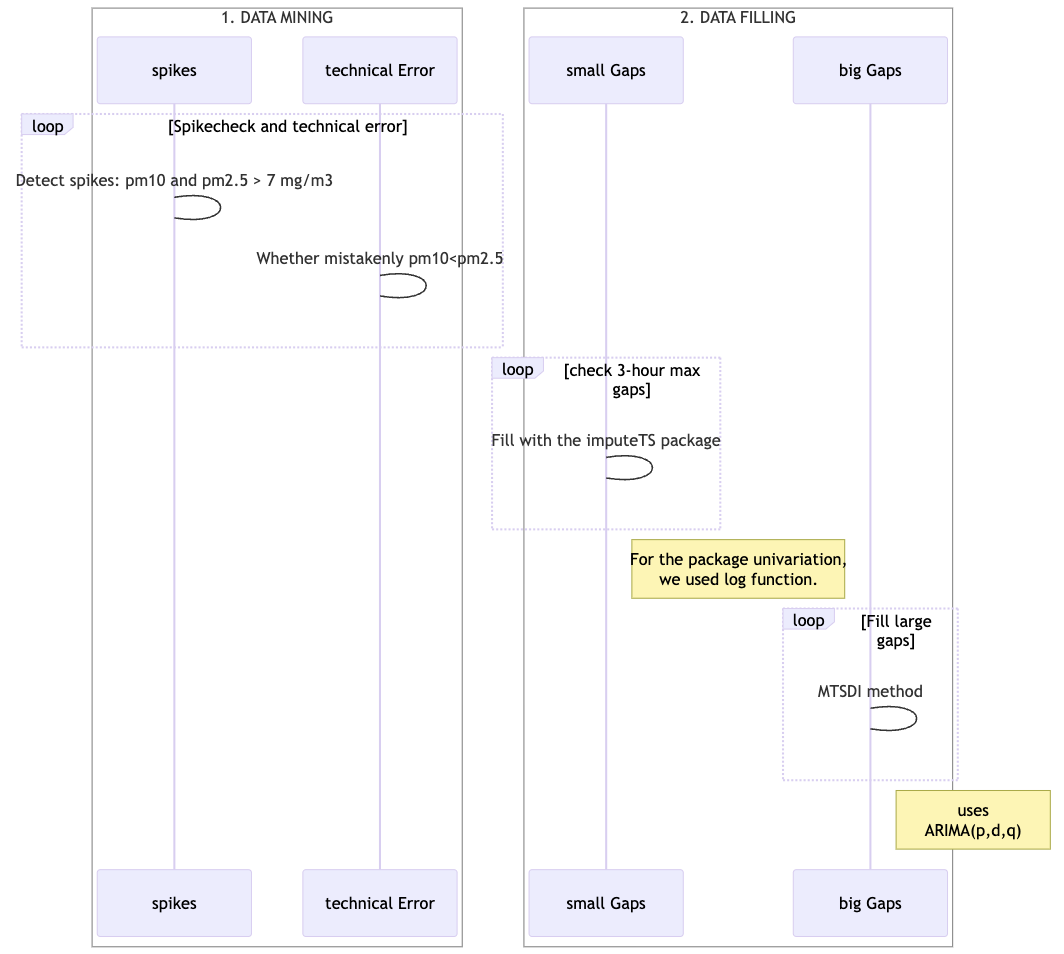 1. DATA MINING
2. DATA FILLING
spikes
technical Error
small Gaps
big Gaps
loop
[Spikecheck and technical error]
Detect spikes: pm10 and pm2.5 > 7 mg/m3
Whether mistakenly pm10<pm2.5
loop
[check 3-hour max
gaps]
Fill with the imputeTS package
For the package univariation,
we used log function.
loop
[Fill large
gaps]
MTSDI method
uses
ARIMA(p,d,q)
spikes
technical Error
small Gaps
big Gaps